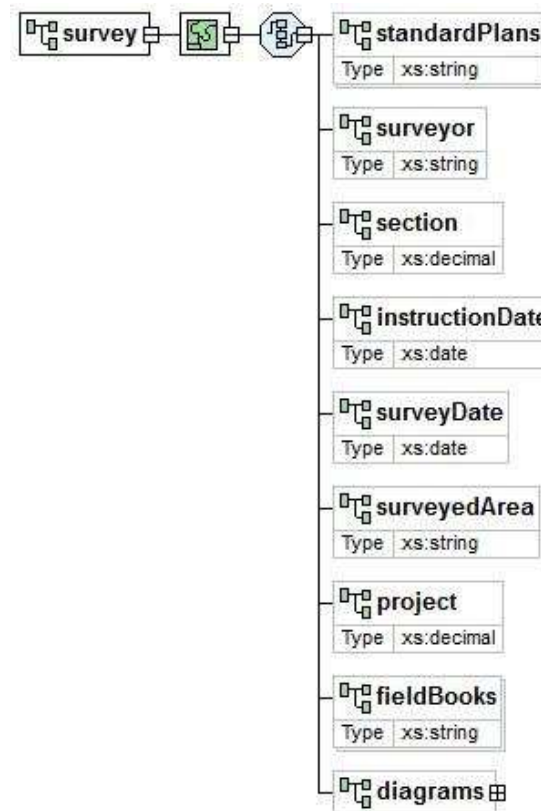 survey
standardPlans
Type xs:string
surveyor
Type xs:string
section
Type xs:decimal
instructionDate
Type xs:date
surveyDate
Type xs:date
surveyedArea
Type xs:string
project
Type xs:decimal
fieldBooks
Type xs:string
diagrams